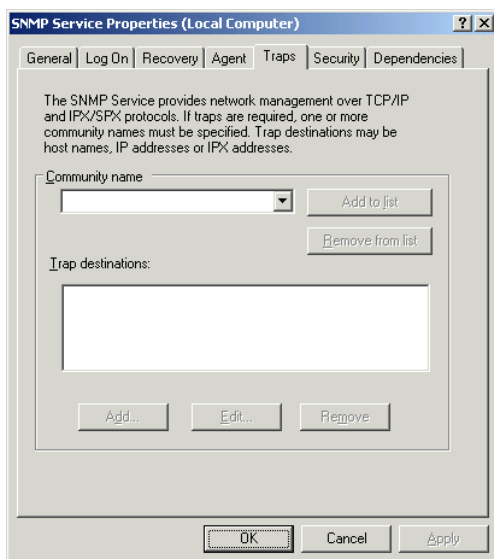 SNMP Service Properties (Local Computer)
General Log On Recovery Agent Traps Security Dependencies
The SNMP Service provides network management over TCP/IP
and IPX/SPX protocols. If traps are required, one or more
community names must be specified. Trap destinations may be
host names, IP addresses or IPX addresses.
Community name
Add to list
Remove from list
Trap destinations:
Add... Edit... Remove
OK Cancel Apply